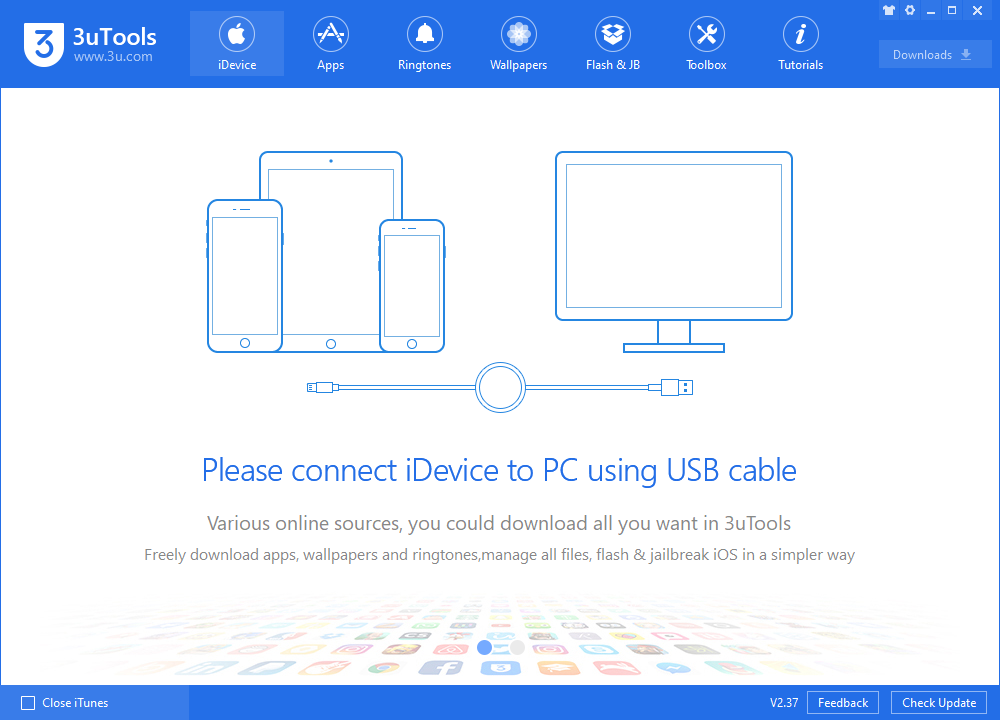 3 3uTools
www.3u.com
iDevice
Apps
Ringtones
Wallpapers
Flash & JB
Toolbox
Tutorials
Downloads
Please connect iDevice to PC using USB cable
Various online sources, you could download all you want in 3uTools
Freely download apps, wallpapers and ringtones,manage all files, flash & jailbreak iOS in a simpler way
Close iTunes
V2.37
Feedback
Check Update